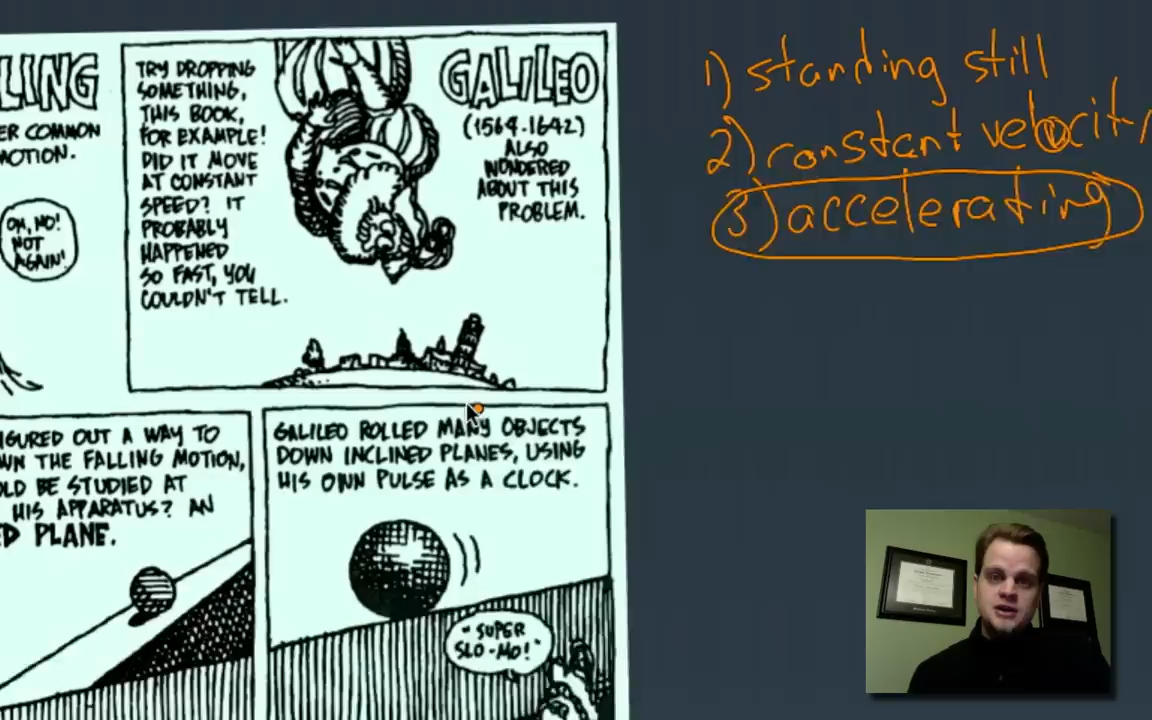 LING
ER COMMON
MOTION.
OH, NO!
NOT
AGAIN!
TRY DROPPING
SOMETHING,
THIS BOOK,
FOR EXAMPLE!
DID IT MOVE
AT CONSTANT
SPEED? IT
PROBABLY
HAPPENED
SO FAST, YOU
COULDN'T TELL.
GALILEO
(1564-1642)
ALSO
WONDERED
ABOUT THIS
PROBLEM.
IGURED OUT A WAY TO
WN THE FALLING MOTION,
OLD BE STUDIED AT
HIS APPARATUS? AN
ED PLANE.
GALILEO ROLLED MANY OBJECTS
DOWN INCLINED PLANES, USING
HIS OWN PULSE AS A CLOCK.
"SUPER
SLO-MO!"
1) standing still
2) constant velocity
3) accelerating